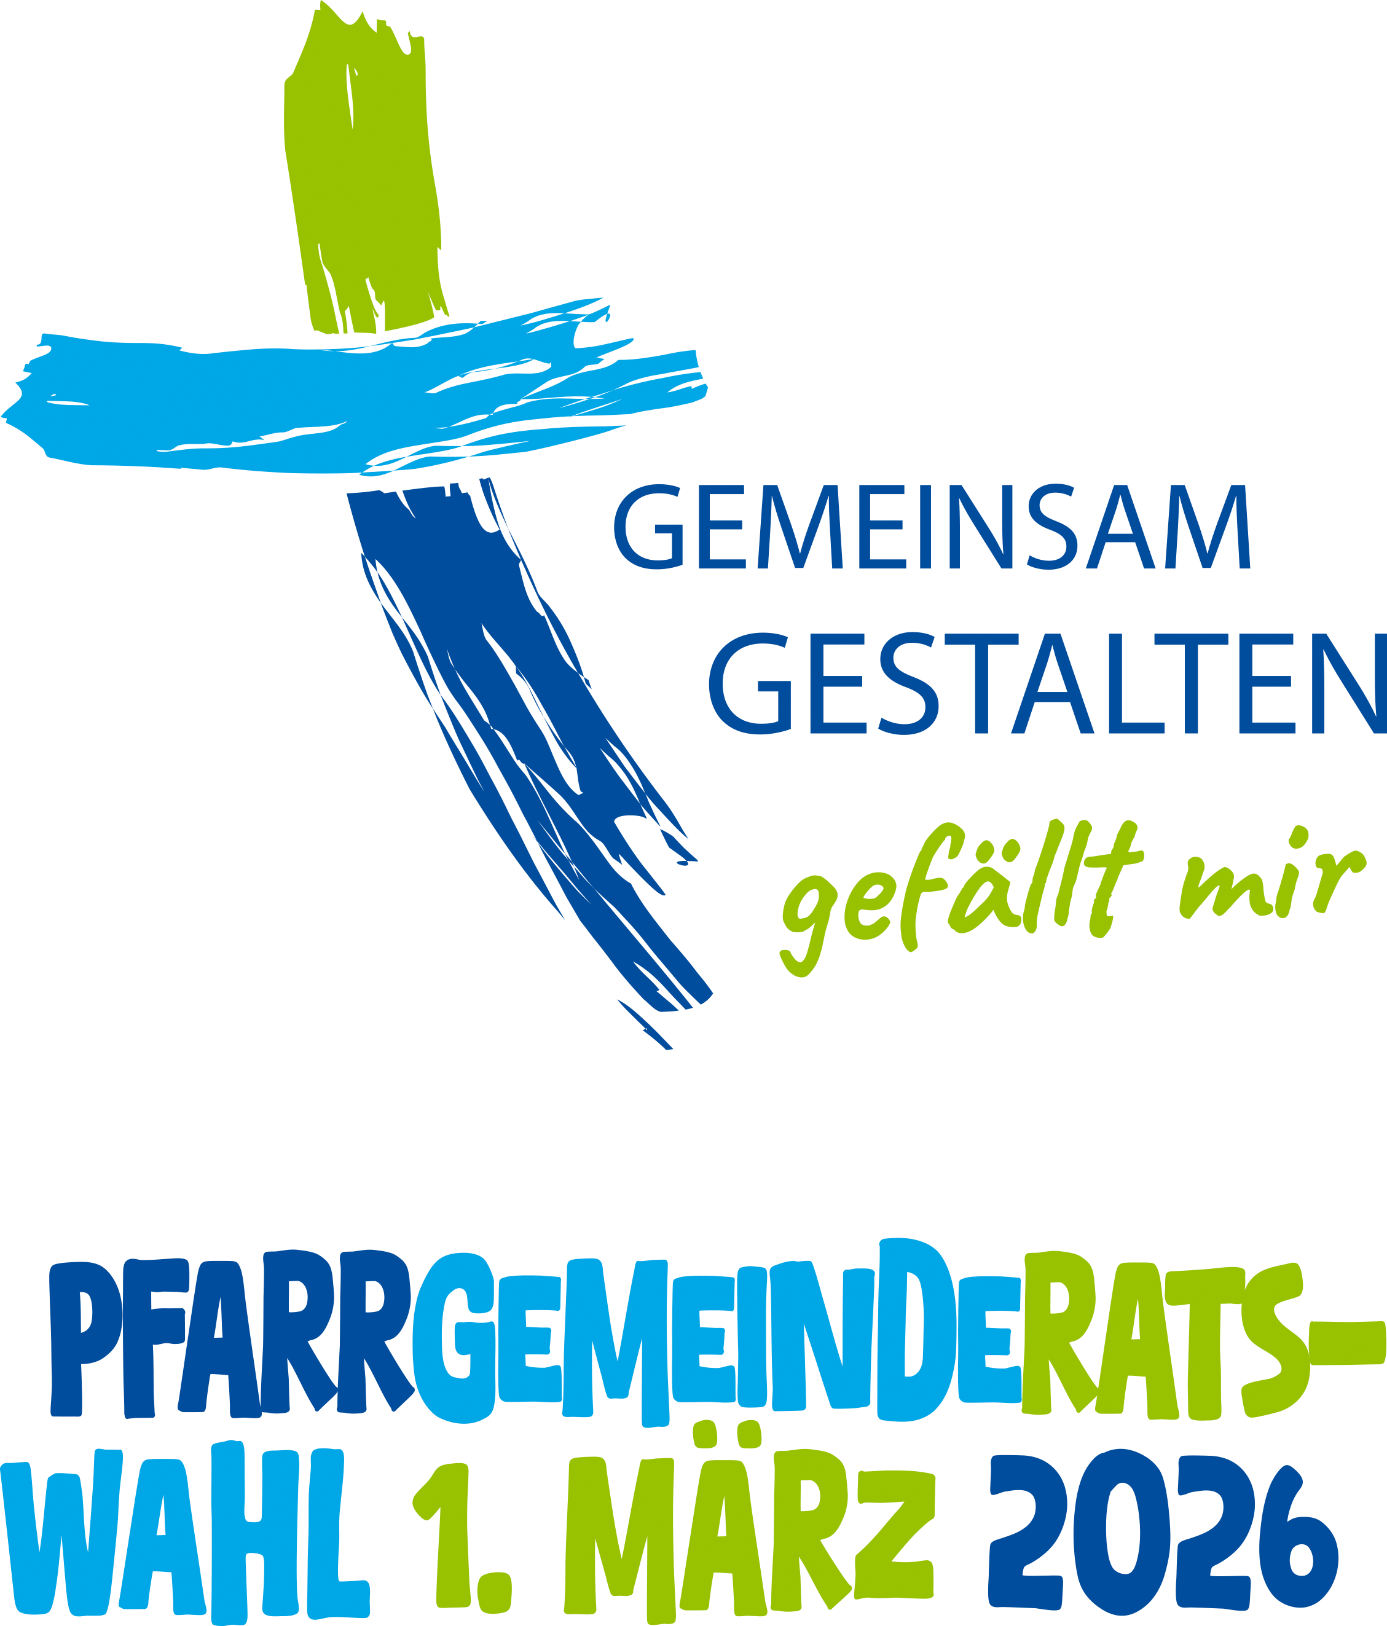 GEMEINSAM
GESTALTEN
gefällt mir
PFARRGEMEINDERATS-
WAHL 1. MÄRZ 2026